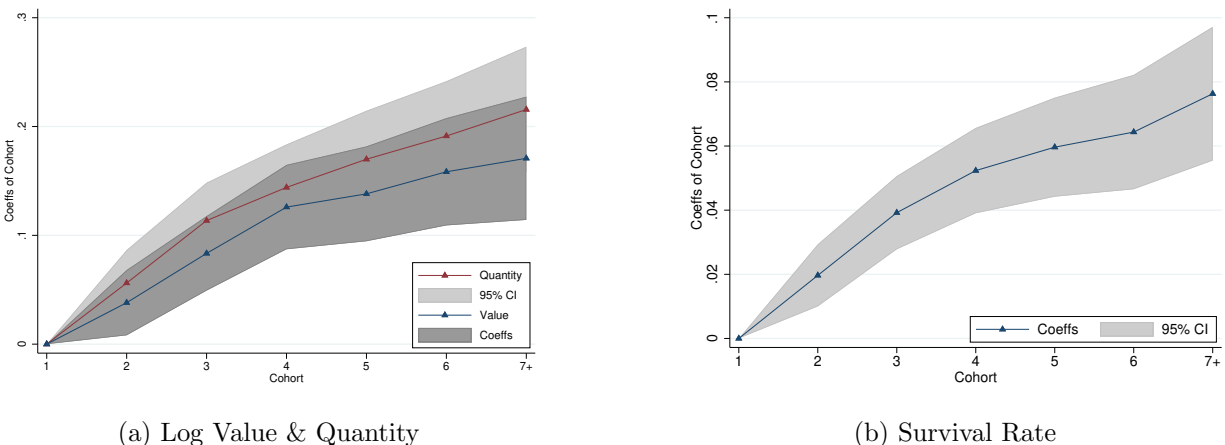 .3
.2
.1
0
Coeffs of Cohort
Quantity
95% CI
Value
Coeffs
1 2 3 4 5 6 7+
Cohort
(a) Log Value & Quantity
.1
.08
.06
.04
.02
0
Coeffs of Cohort
Coeffs 95% CI
1 2 3 4 5 6 7+
Cohort
(b) Survival Rate